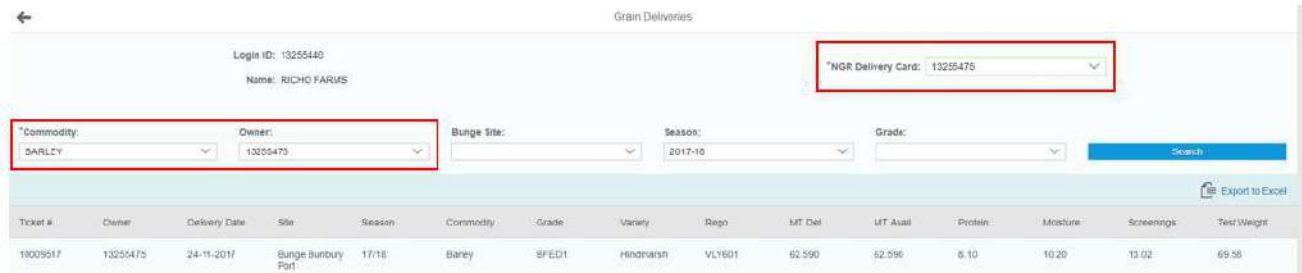 Grain Deliveries
Login ID: 13255440
Name: RICHO FARMS
*NGR Delivery Card: 13255475
*Commodity: Owner: Bunge Site: Season: Grade:
BARLEY 13255475 2017-18 Search
Export to Excel
Ticket # Owner Delivery Date Site Season Commodity Grade Variety Rego MT Del MT Avail Protein Moisture Screenings Test Weight
10009517 13255475 24-11-2017 Bunge Bunbury 17/18 Barley BFED1 Hindmarsh VLY601 62.590 62.590 8.10 10.20 13.02 69.58
Port